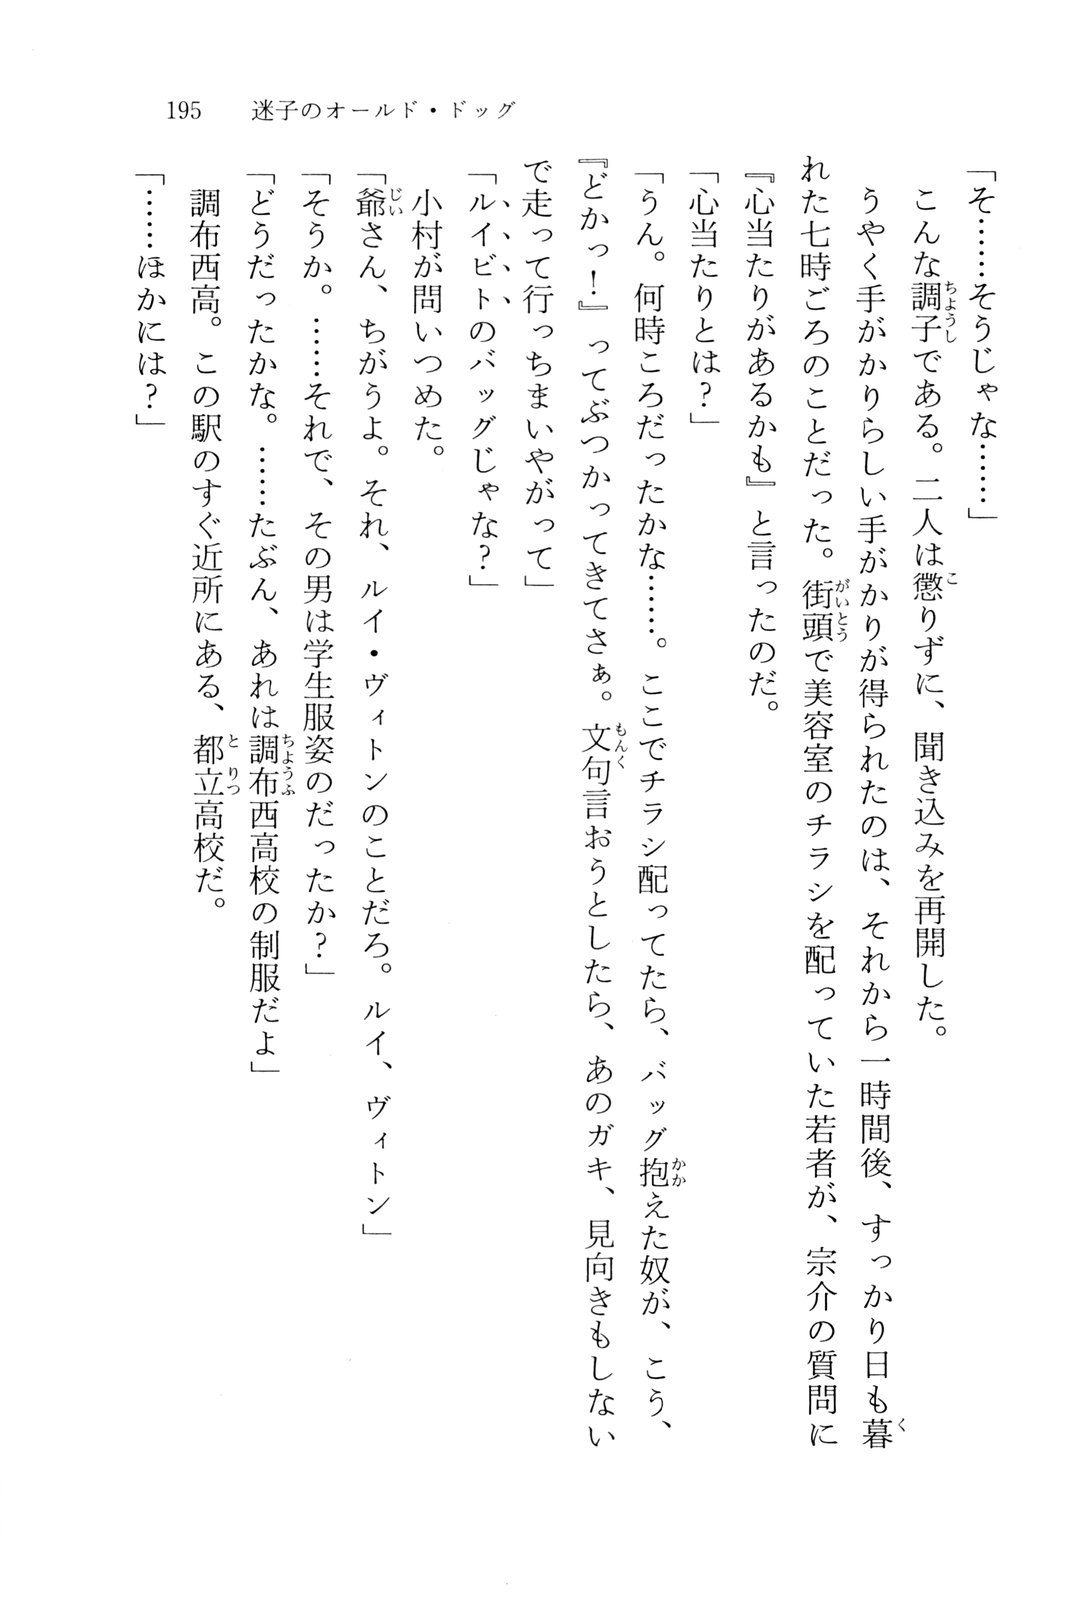 195　迷子のオールド・ドッグ
「そ……そうじゃな……」
　こんな調子である。二人は懲りずに、聞き込みを再開した。
　うやく手がかりらしい手がかりが得られたのは、それから一時間後、すっかり日も暮
れた七時ごろのことだった。街頭で美容室のチラシを配っていた若者が、宗介の質問に
『心当たりがあるかも』と言ったのだ。
「心当たりとは？」
「うん。何時ころだったかな……。ここでチラシ配ってたら、バッグ抱えた奴が、こう、
『どかっ！』ってぶつかってきてさぁ。文句言おうとしたら、あのガキ、見向きもしない
で走って行っちまいやがって」
「ルイビトのバッグじゃな？」
　小村が問いつめた。
「爺さん、ちがうよ。それ、ルイ・ヴィトンのことだろ。ルイ、ヴィトン」
「そうか。……それで、その男は学生服姿のだったか？」
「どうだったかな。……たぶん、あれは調布西高校の制服だよ」
　調布西高。この駅のすぐ近所にある、都立高校だ。
「……ほかには？」